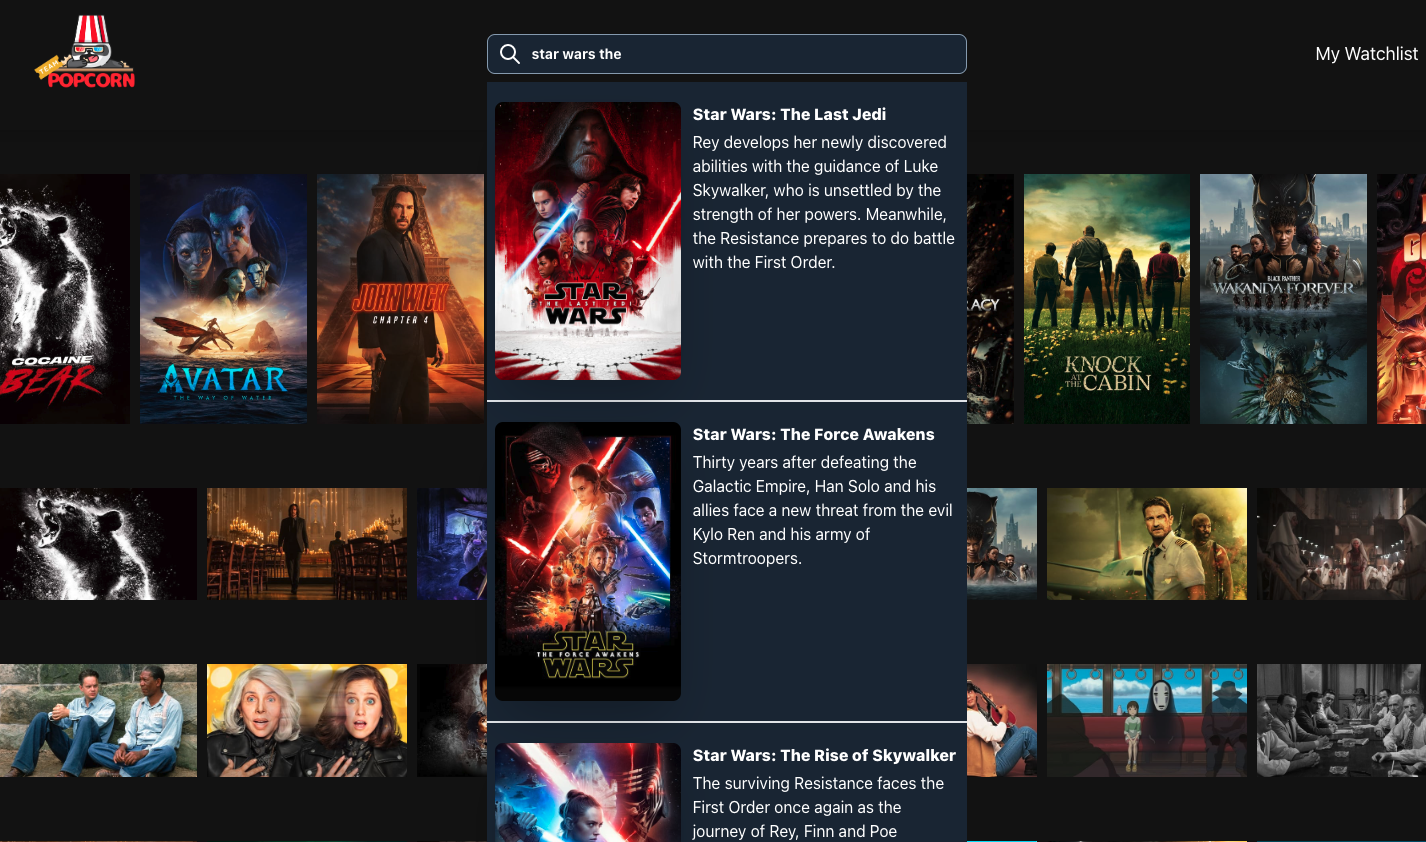 TEAM
POPCORN
star wars the
My Watchlist
Star Wars: The Last Jedi
Rey develops her newly discovered
abilities with the guidance of Luke
Skywalker, who is unsettled by the
strength of her powers. Meanwhile,
the Resistance prepares to do battle
with the First Order.
STAR
THE LAST JEDI
WARS
COCAINE
BEAR
AVATAR
THE WAY OF WATER
JOHN WICK
CHAPTER 4
RACY
KNOCK
AT THE CABIN
BLACK PANTHER
WAKANDA FOREVER
Star Wars: The Force Awakens
Thirty years after defeating the
Galactic Empire, Han Solo and his
allies face a new threat from the evil
Kylo Ren and his army of
Stormtroopers.
STAR
THE FORCE AWAKENS
WARS
Star Wars: The Rise of Skywalker
The surviving Resistance faces the
First Order once again as the
journey of Rey, Finn and Poe